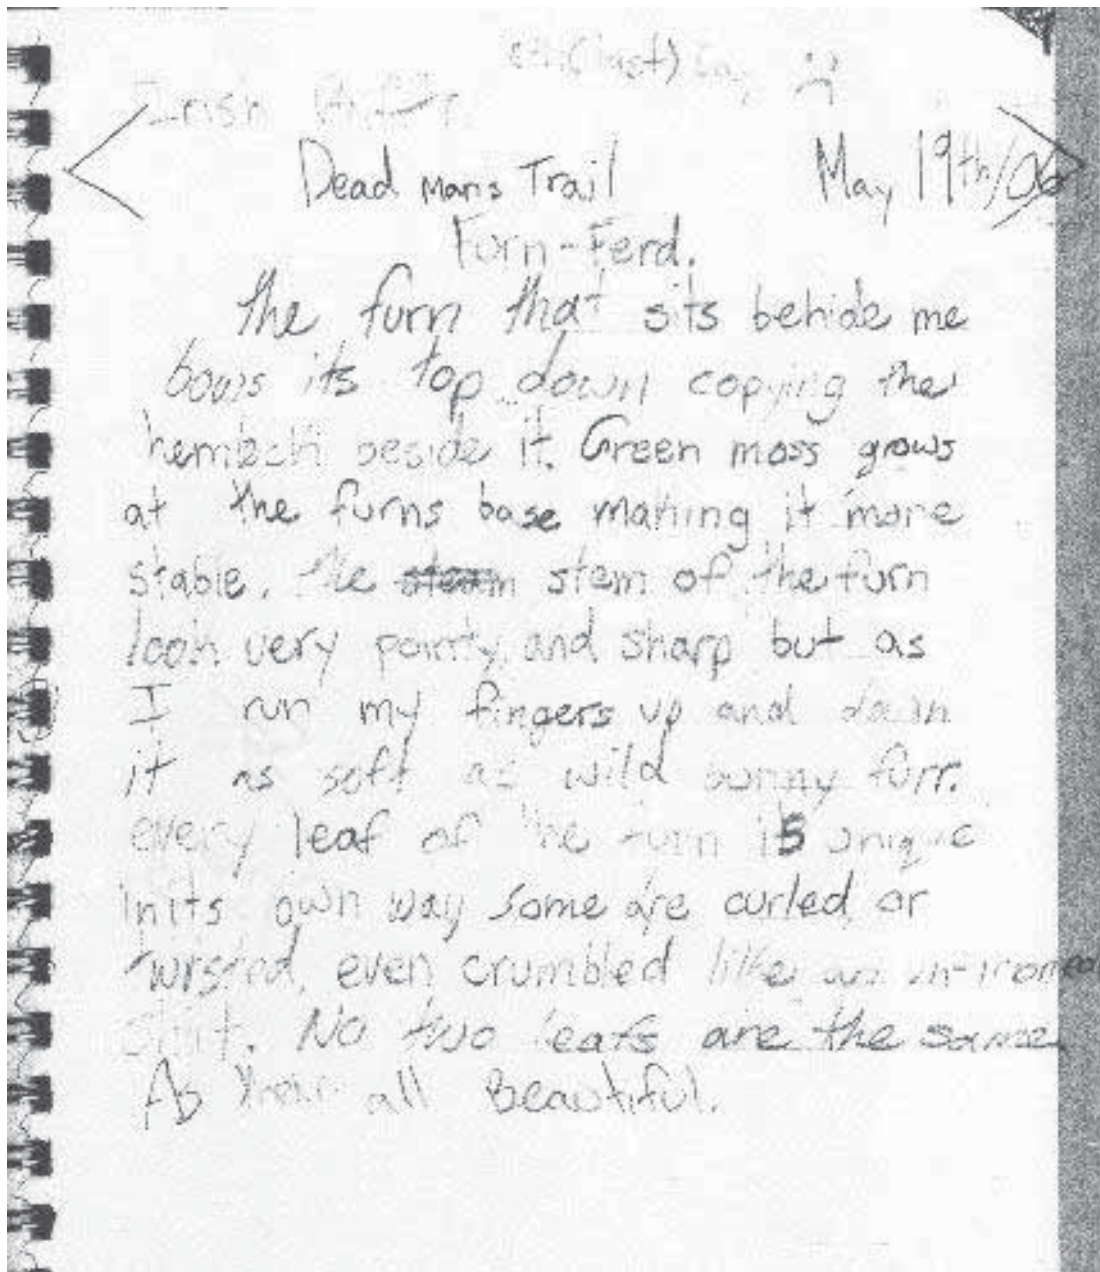 (last)
Irish
Dead mans Trail May 19th/06
Furn-Ferd.
the furn that sits behide me
bows its top down copying the
beside it. Green moss grows
at the furns base making it more
stable. The steam stem of the furn
look very pointy and sharp but as
I run my fingers up and down
it as soft as wild bunny furr.
every leaf of the furn is unique
in its own way some are curled or
twisted, even crumbled like an un-ironed
No two leafs are the same.
all Beautiful.